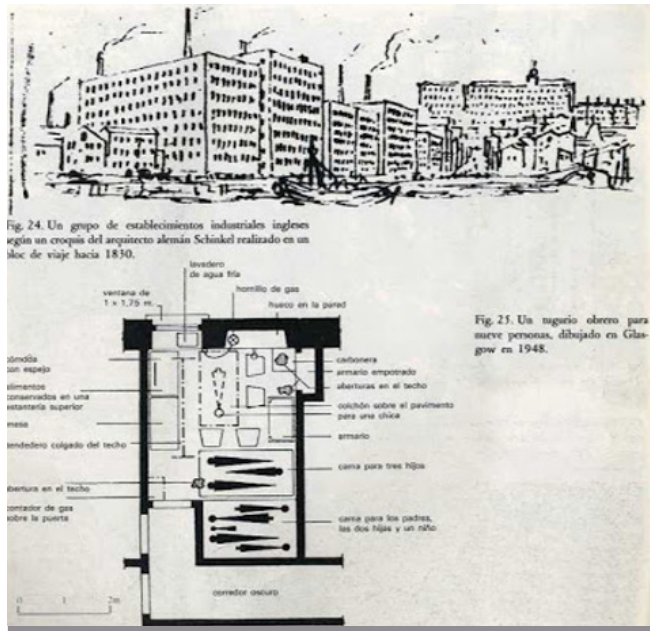 Fig. 24. Un grupo de establecimientos industriales ingleses
según un croquis del arquitecto alemán Schinkel realizado en un
bloc de viaje hacia 1830.
lavadero
de agua fría
hornillo de gas
ventana de
1 x 1,75 m.
hueco en la pared
Fig. 25. Un tugurio obrero para
nueve personas, dibujado en Glas-
gow en 1948.
cómoda
con espejo
alimentos
conservados en una
estantería superior
mesa
tendedero colgado del techo
abertura en el techo
contador de gas
sobre la puerta
carbonera
armario empotrado
aberturas en el techo
colchón sobre el pavimento
para una chica
armario
cama para tres hijos
cama para los padres,
las dos hijas y un niño
corredor oscuro
0 1 2m